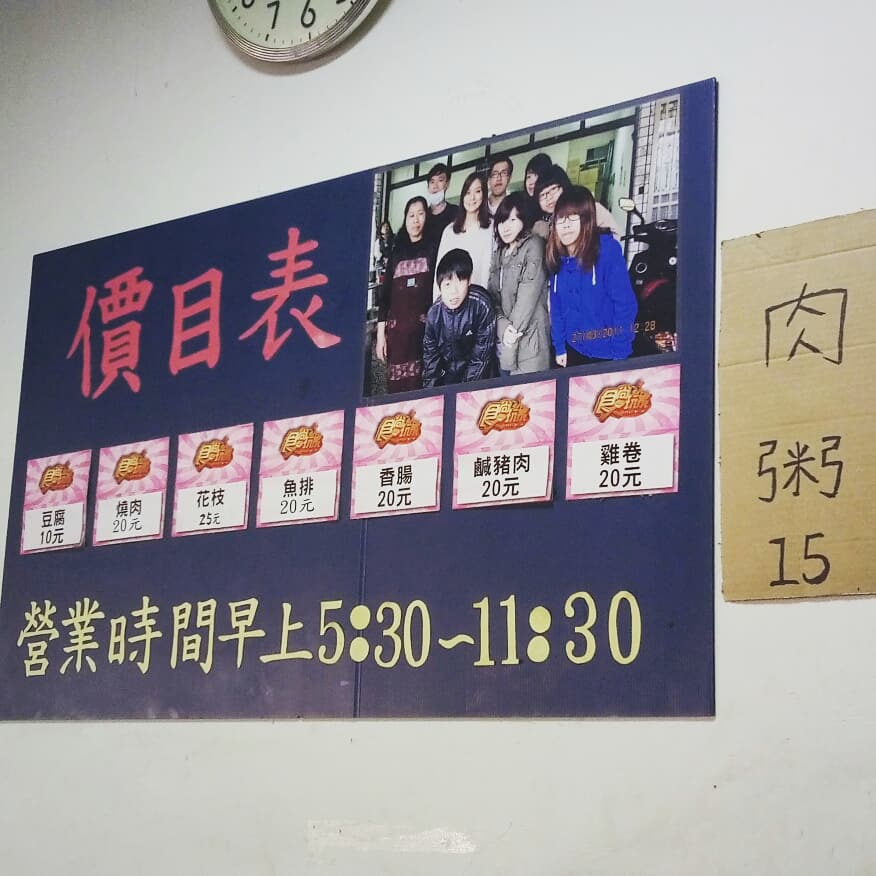 7 6
價目表
豆腐
10元
燒肉
20元
花枝
25元
魚排
20元
香腸
20元
鹹豬肉
20元
雞卷
20元
營業時間早上5:30~11:30
肉
粥
15